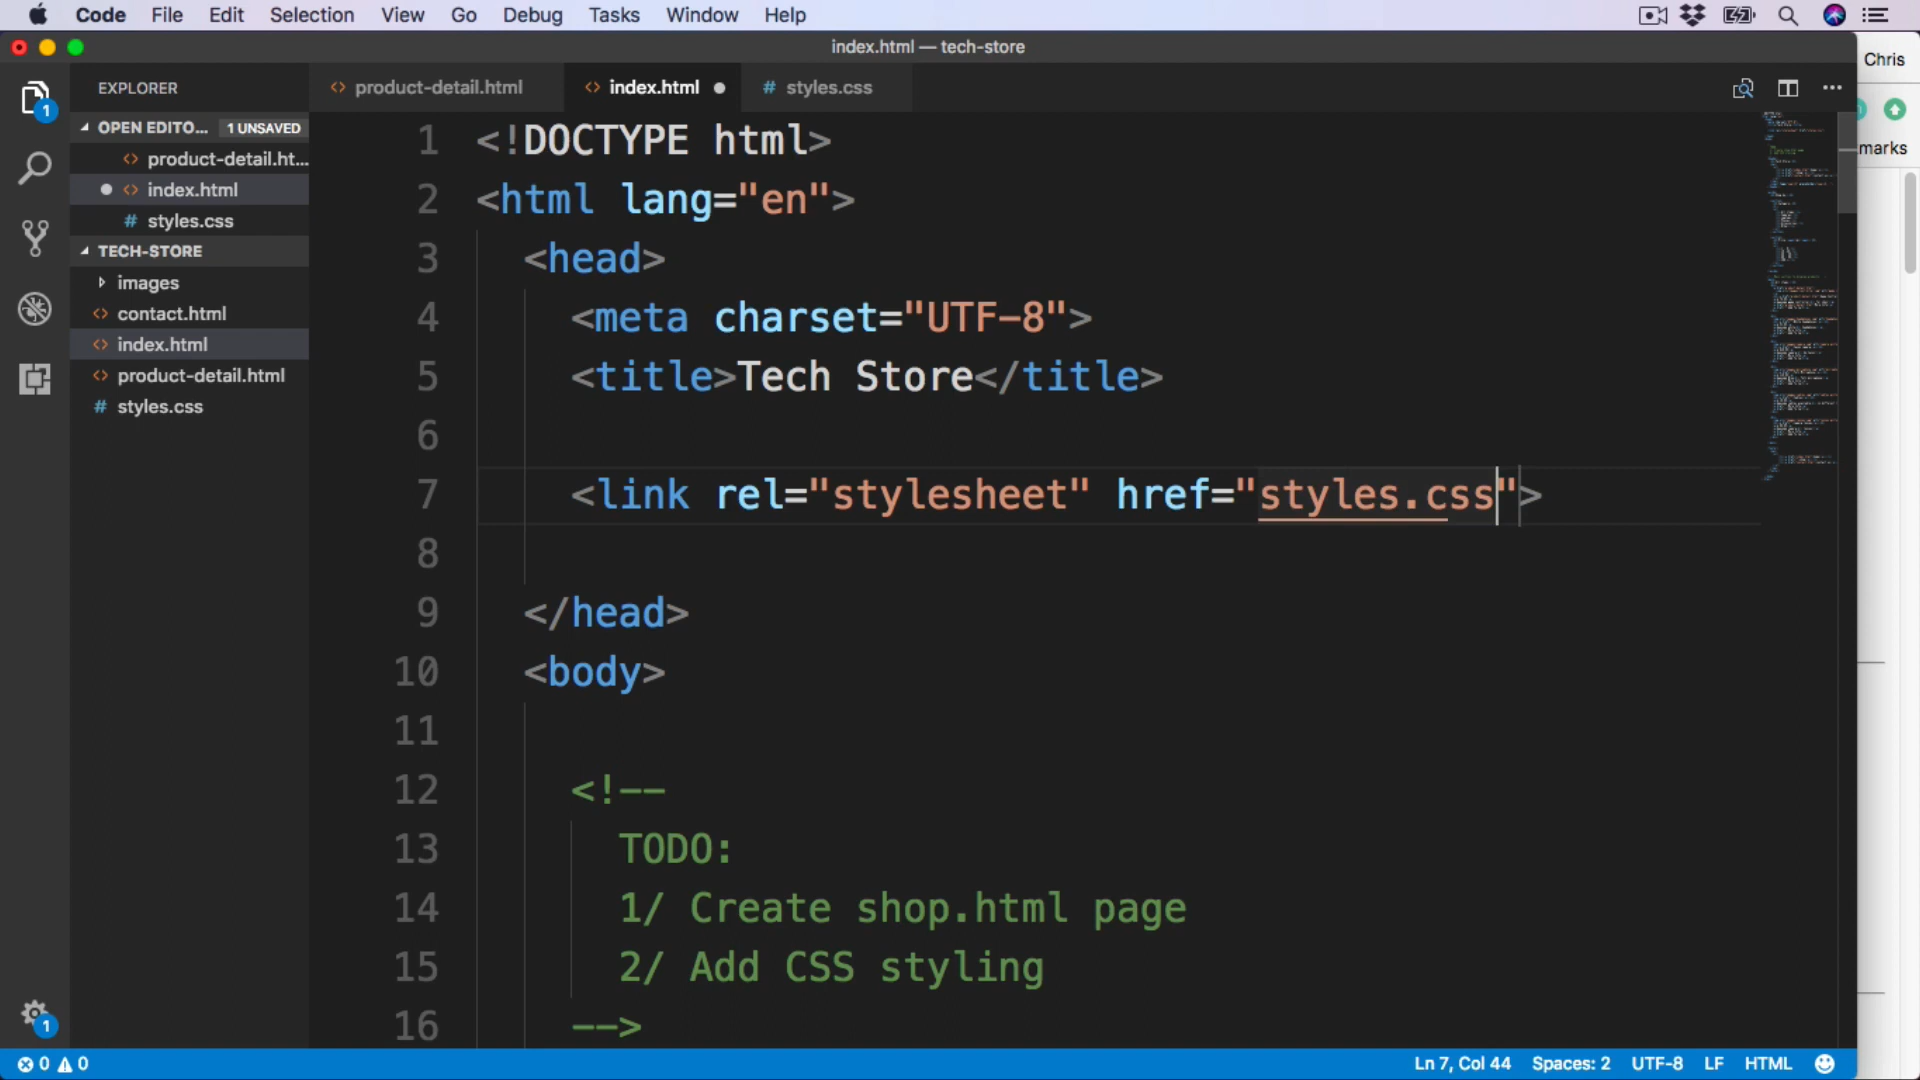 Code File Edit Selection View Go Debug Tasks Window Help
index.html — tech-store
Chris
EXPLORER
product-detail.html
index.html
# styles.css
1
OPEN EDITO... 1 UNSAVED
product-detail.ht...
index.html
# styles.css
marks
TECH-STORE
images
contact.html
index.html
product-detail.html
# styles.css
1 <!DOCTYPE html>
2 <html lang="en">
3 <head>
4 <meta charset="UTF-8">
5 <title>Tech Store</title>
6
7 <link rel="stylesheet" href="styles.css">
8
9 </head>
10 <body>
11
12 <!--
13 TODO:
14 1/ Create shop.html page
15 2/ Add CSS styling
16 -->
1
0 0
Ln 7, Col 44 Spaces: 2 UTF-8 LF HTML